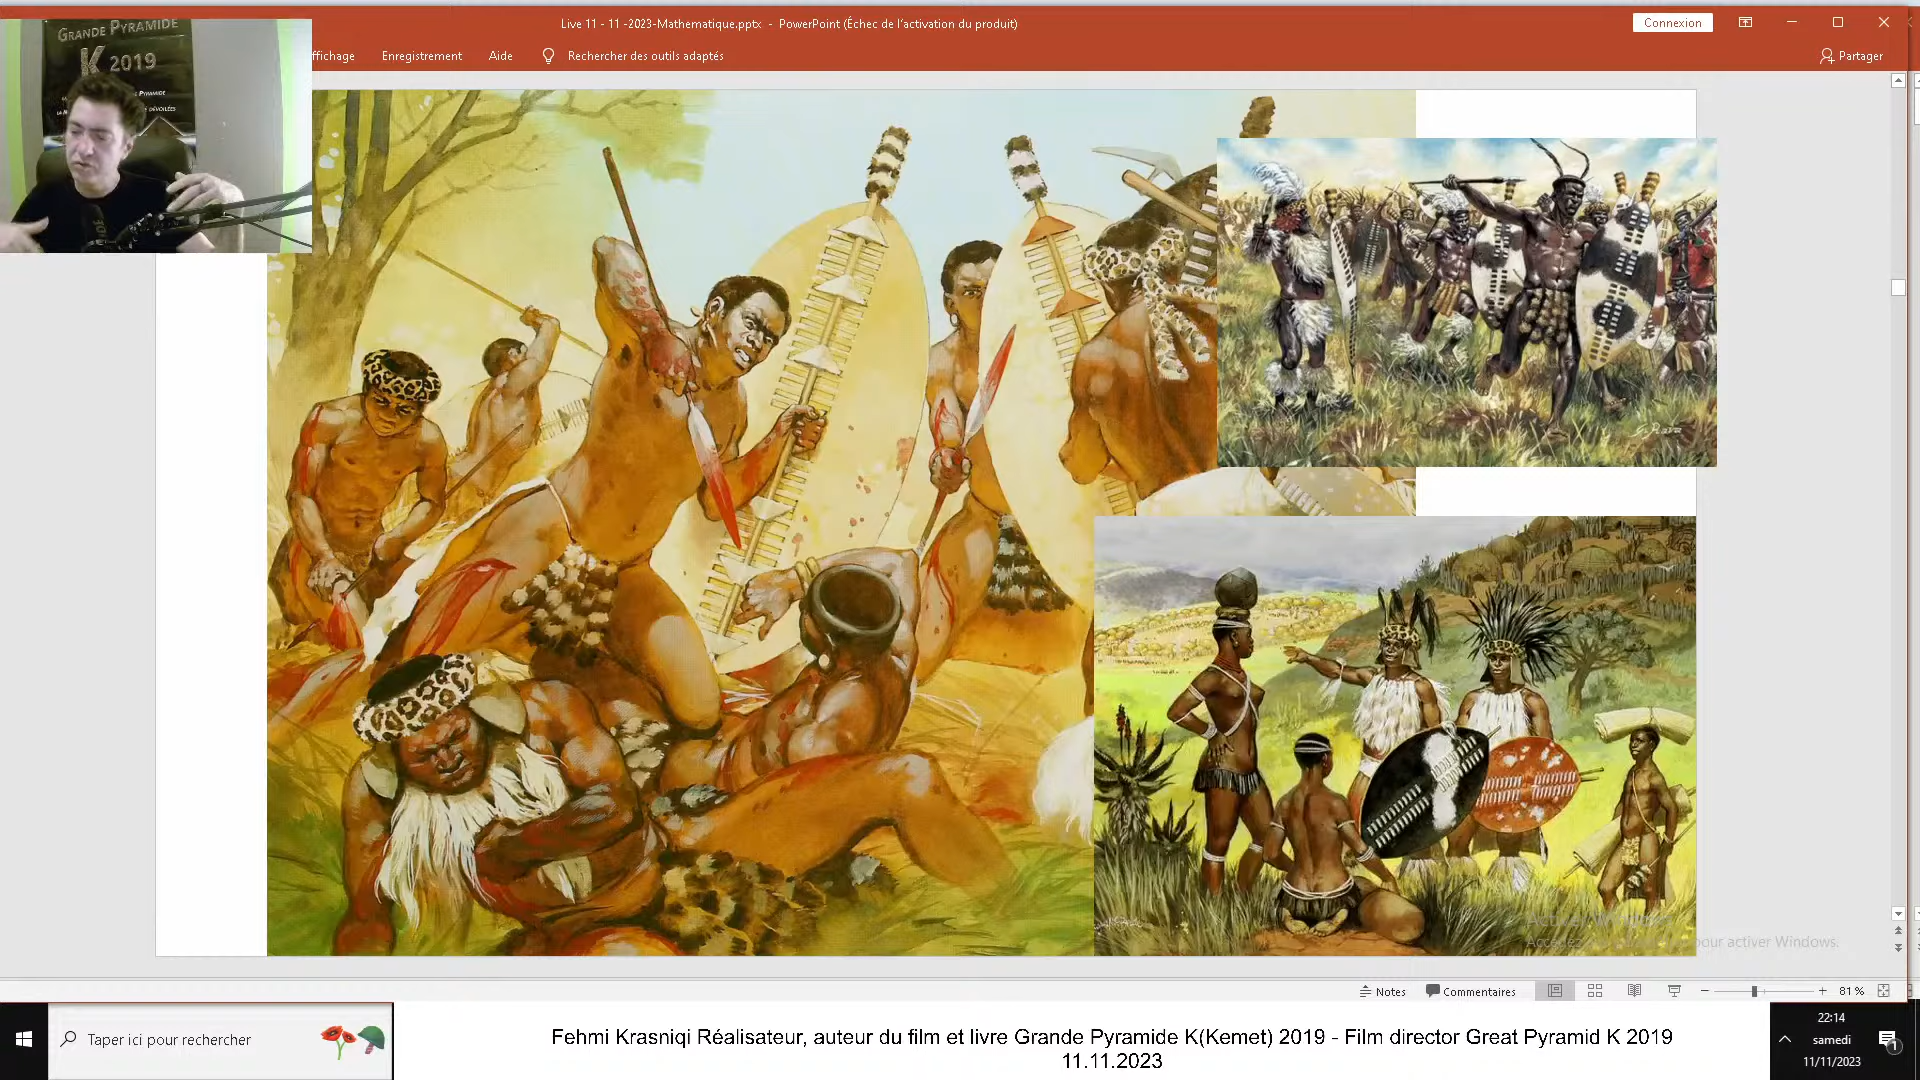 Live 11 - 11 -2023-Mathematique.pptx - PowerPoint (Échec de l'activation du produit)
Connexion
GRANDE PYRAMIDE
K 2019
ffichage Enregistrement Aide Rechercher des outils adaptés
Partager
pour activer Windows.
Notes Commentaires 81 %
Taper ici pour rechercher
Fehmi Krasniqi Réalisateur, auteur du film et livre Grande Pyramide K(Kemet) 2019 - Film director Great Pyramid K 2019
11.11.2023
22:14
samedi
11/11/2023
1